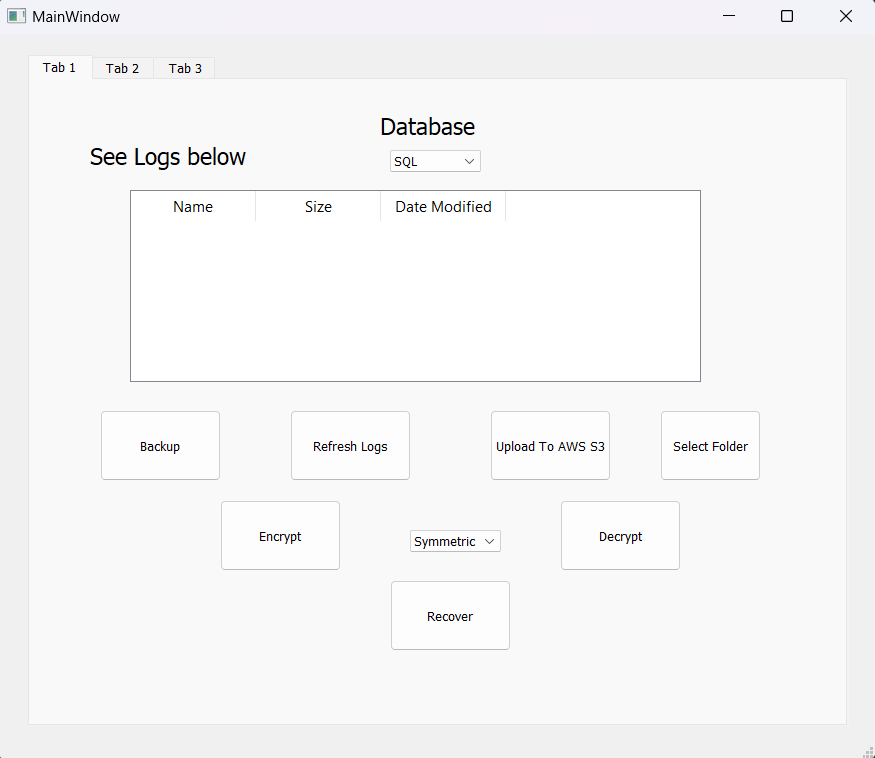 MainWindow
Tab 1 Tab 2 Tab 3
Database
See Logs below
SQL
Name Size Date Modified
Backup Refresh Logs Upload To AWS S3 Select Folder
Encrypt Symmetric Decrypt
Recover